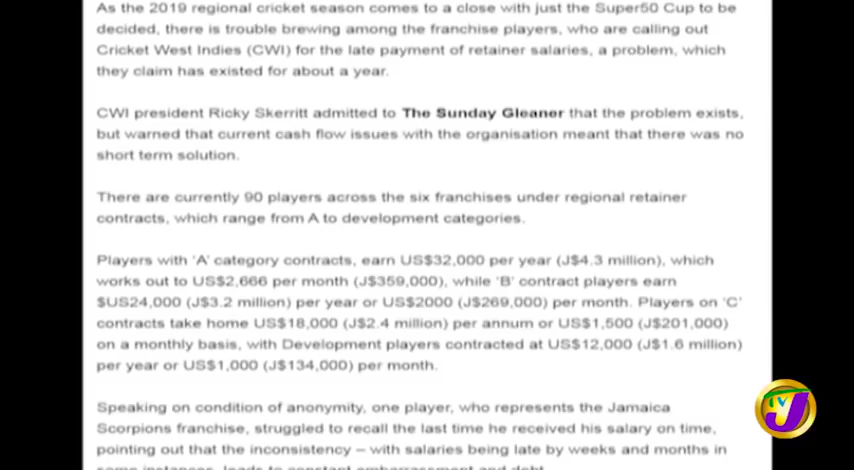 As the 2019 regional cricket season comes to a close with just the Super50 Cup to be
decided, there is trouble brewing among the franchise players, who are calling out
Cricket West Indies (CWI) for the late payment of retainer salaries, a problem, which
they claim has existed for about a year.
CWI president Ricky Skerritt admitted to The Sunday Gleaner that the problem exists,
but warned that current cash flow issues with the organisation meant that there was no
short term solution.
There are currently 90 players across the six franchises under regional retainer
contracts, which range from A to development categories.
Players with 'A' category contracts, earn US$32,000 per year (J$4.3 million), which
works out to US$2,666 per month (J$359,000), while 'B' contract players earn
$US24,000 (J$3.2 million) per year or US$2000 (J$269,000) per month. Players on 'C'
contracts take home US$18,000 (J$2.4 million) per annum or US$1,500 (J$201,000)
on a monthly basis, with Development players contracted at US$12,000 (J$1.6 million)
per year or US$1,000 (J$134,000) per month.
Speaking on condition of anonymity, one player, who represents the Jamaica
Scorpions franchise, struggled to recall the last time he received his salary on time,
pointing out that the inconsistency – with salaries being late by weeks and months in
some instances, leads to constant embarrassment and debt.
TVJ